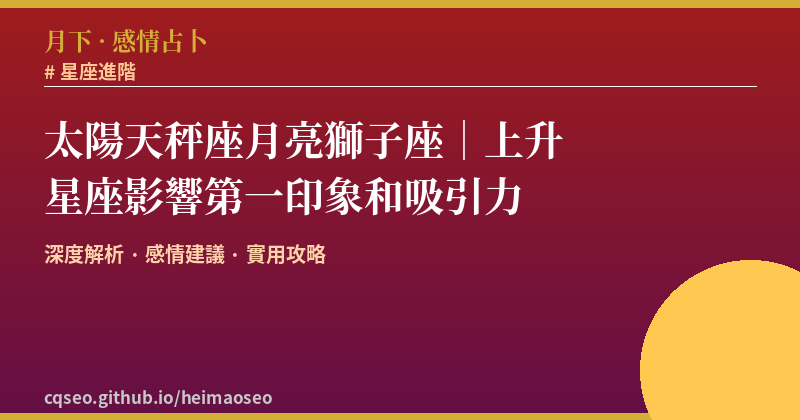 月下 · 感情占卜
# 星座進階
太陽天秤座月亮獅子座｜上升
星座影響第一印象和吸引力
深度解析 · 感情建議 · 實用攻略
cqseo.github.io/heimaoseo